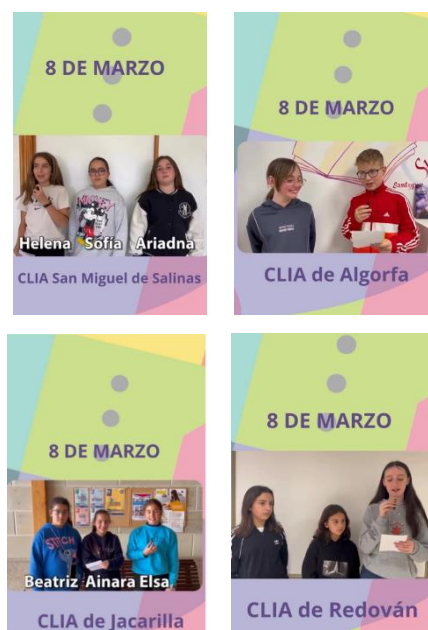 8 DE MARZO
Helena Sofía Ariadna
CLIA San Miguel de Salinas
8 DE MARZO
CLIA de Algorfa
8 DE MARZO
Beatriz Ainara Elsa
CLIA de Jacarilla
8 DE MARZO
CLIA de Redován